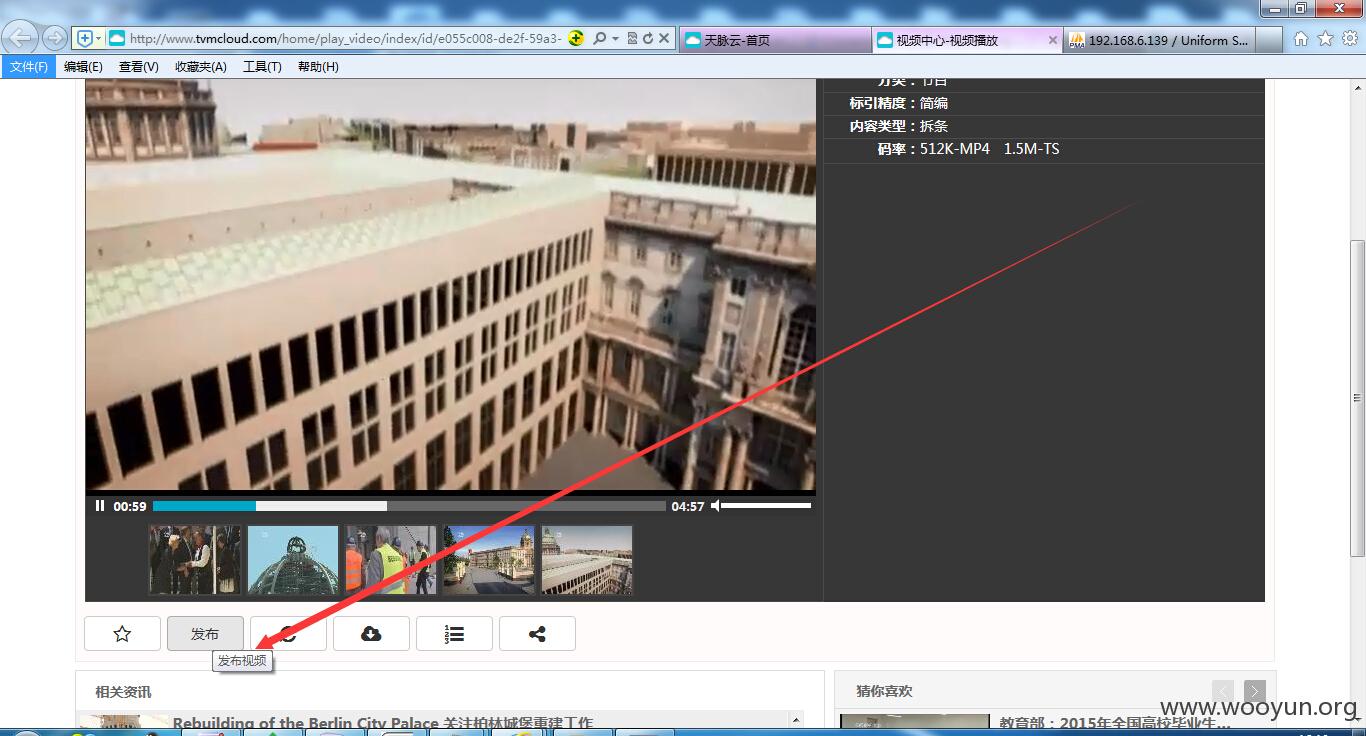 http://www.tvmcloud.com/home/play_video/index/id/e055c008-de2f-59a3-
天脉云-首页
视频中心-视频播放
192.168.6.139 / Uniform S...
文件(F) 编辑(E) 查看(V) 收藏夹(A) 工具(T) 帮助(H)
分类：节目
标引精度：简编
内容类型：拆条
码率：512K-MP4 1.5M-TS
00:59
04:57
发布
发布视频
相关资讯
猜你喜欢
Rebuilding of the Berlin City Palace 关注柏林城堡重建工作
教育部：2015年全国高校毕业生...
www.wooyun.org